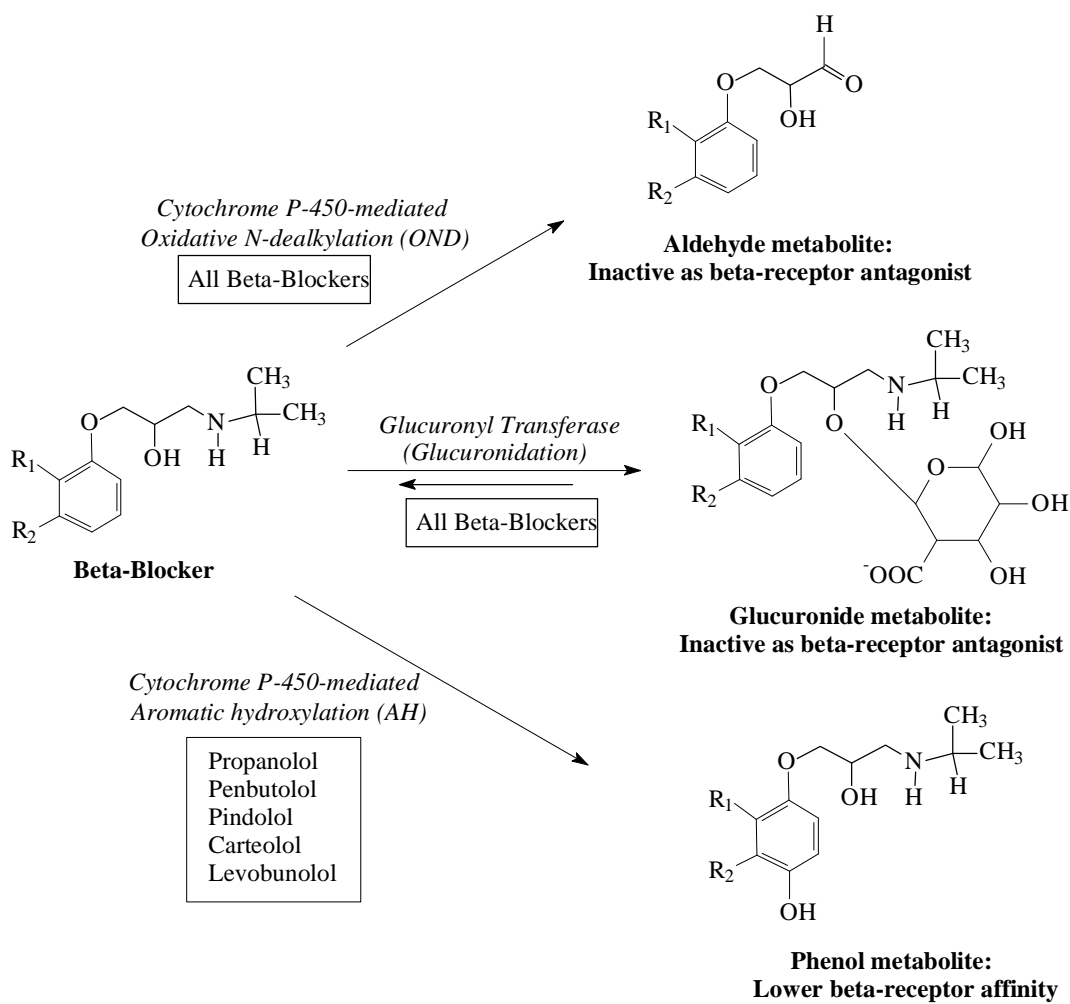 H
O
O
OH
R1
R2
Cytochrome P-450-mediated
Oxidative N-dealkylation (OND)
All Beta-Blockers
Aldehyde metabolite:
Inactive as beta-receptor antagonist
O
OH
N
H
H
CH3
CH3
R1
R2
Beta-Blocker
Glucuronyl Transferase
(Glucuronidation)
All Beta-Blockers
CH3
CH3
O
N
H
H
O
R1
R2
O
OH
OH
OH
-OOC
Glucuronide metabolite:
Inactive as beta-receptor antagonist
Cytochrome P-450-mediated
Aromatic hydroxylation (AH)
Propanolol
Penbutolol
Pindolol
Carteolol
Levobunolol
CH3
CH3
O
OH
N
H
H
R1
R2
OH
Phenol metabolite:
Lower beta-receptor affinity